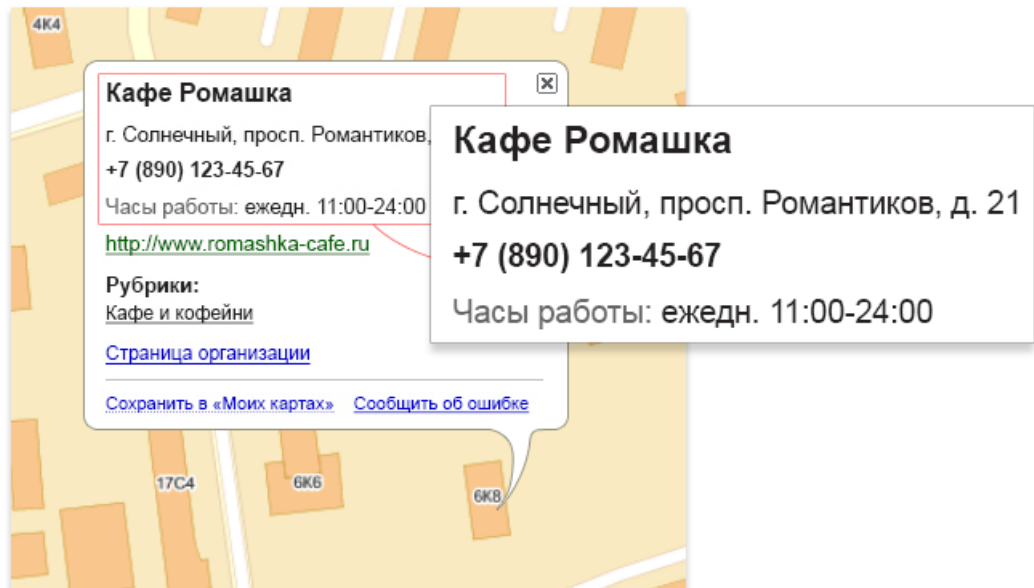 4К4
Кафе Ромашка
г. Солнечный, просп. Романтиков,
+7 (890) 123-45-67
Часы работы: ежедн. 11:00-24:00
http://www.romashka-cafe.ru
Рубрики:
Кафе и кофейни
Страница организации
Сохранить в «Моих картах» Сообщить об ошибке
Кафе Ромашка
г. Солнечный, просп. Романтиков, д. 21
+7 (890) 123-45-67
Часы работы: ежедн. 11:00-24:00
17С4
6К6
6К8